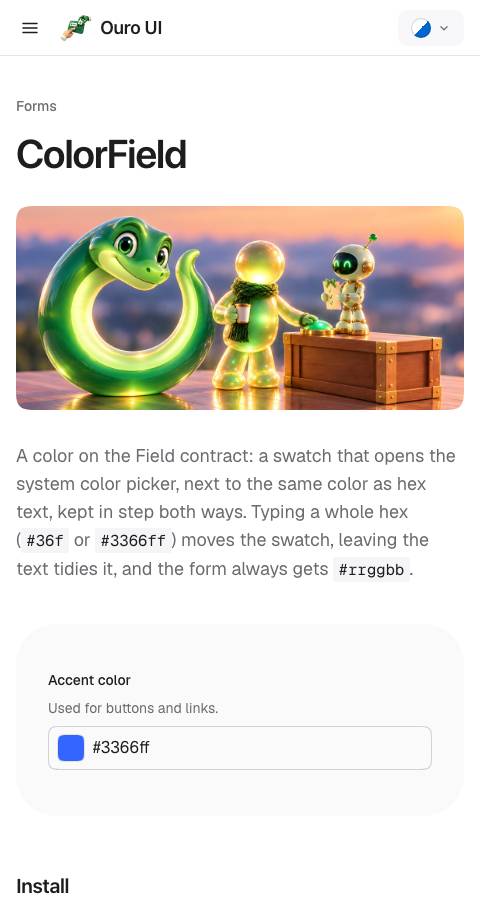 Ouro UI
Forms
ColorField
A color on the Field contract: a swatch that opens the
system color picker, next to the same color as hex
text, kept in step both ways. Typing a whole hex
( #36f or #3366ff ) moves the swatch, leaving the
text tidies it, and the form always gets #rrggbb.
Accent color
Used for buttons and links.
#3366ff
Install